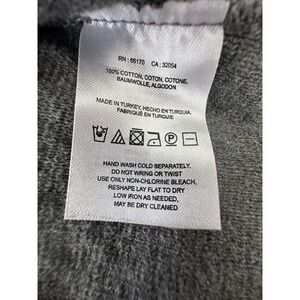 RN : 66170 CA : 32054
100% COTTON, COTON, COTONE,
BAUMWOLLE, ALGODON
MADE IN TURKEY, HECHO EN TURQUIA,
FABRIQUÉ EN TURQUIE
HAND WASH COLD SEPARATELY.
DO NOT WRING OR TWIST
USE ONLY NON-CHLORINE BLEACH,
RESHAPE LAY FLAT TO DRY
LOW IRON AS NEEDED,
MAY BE DRY CLEANED